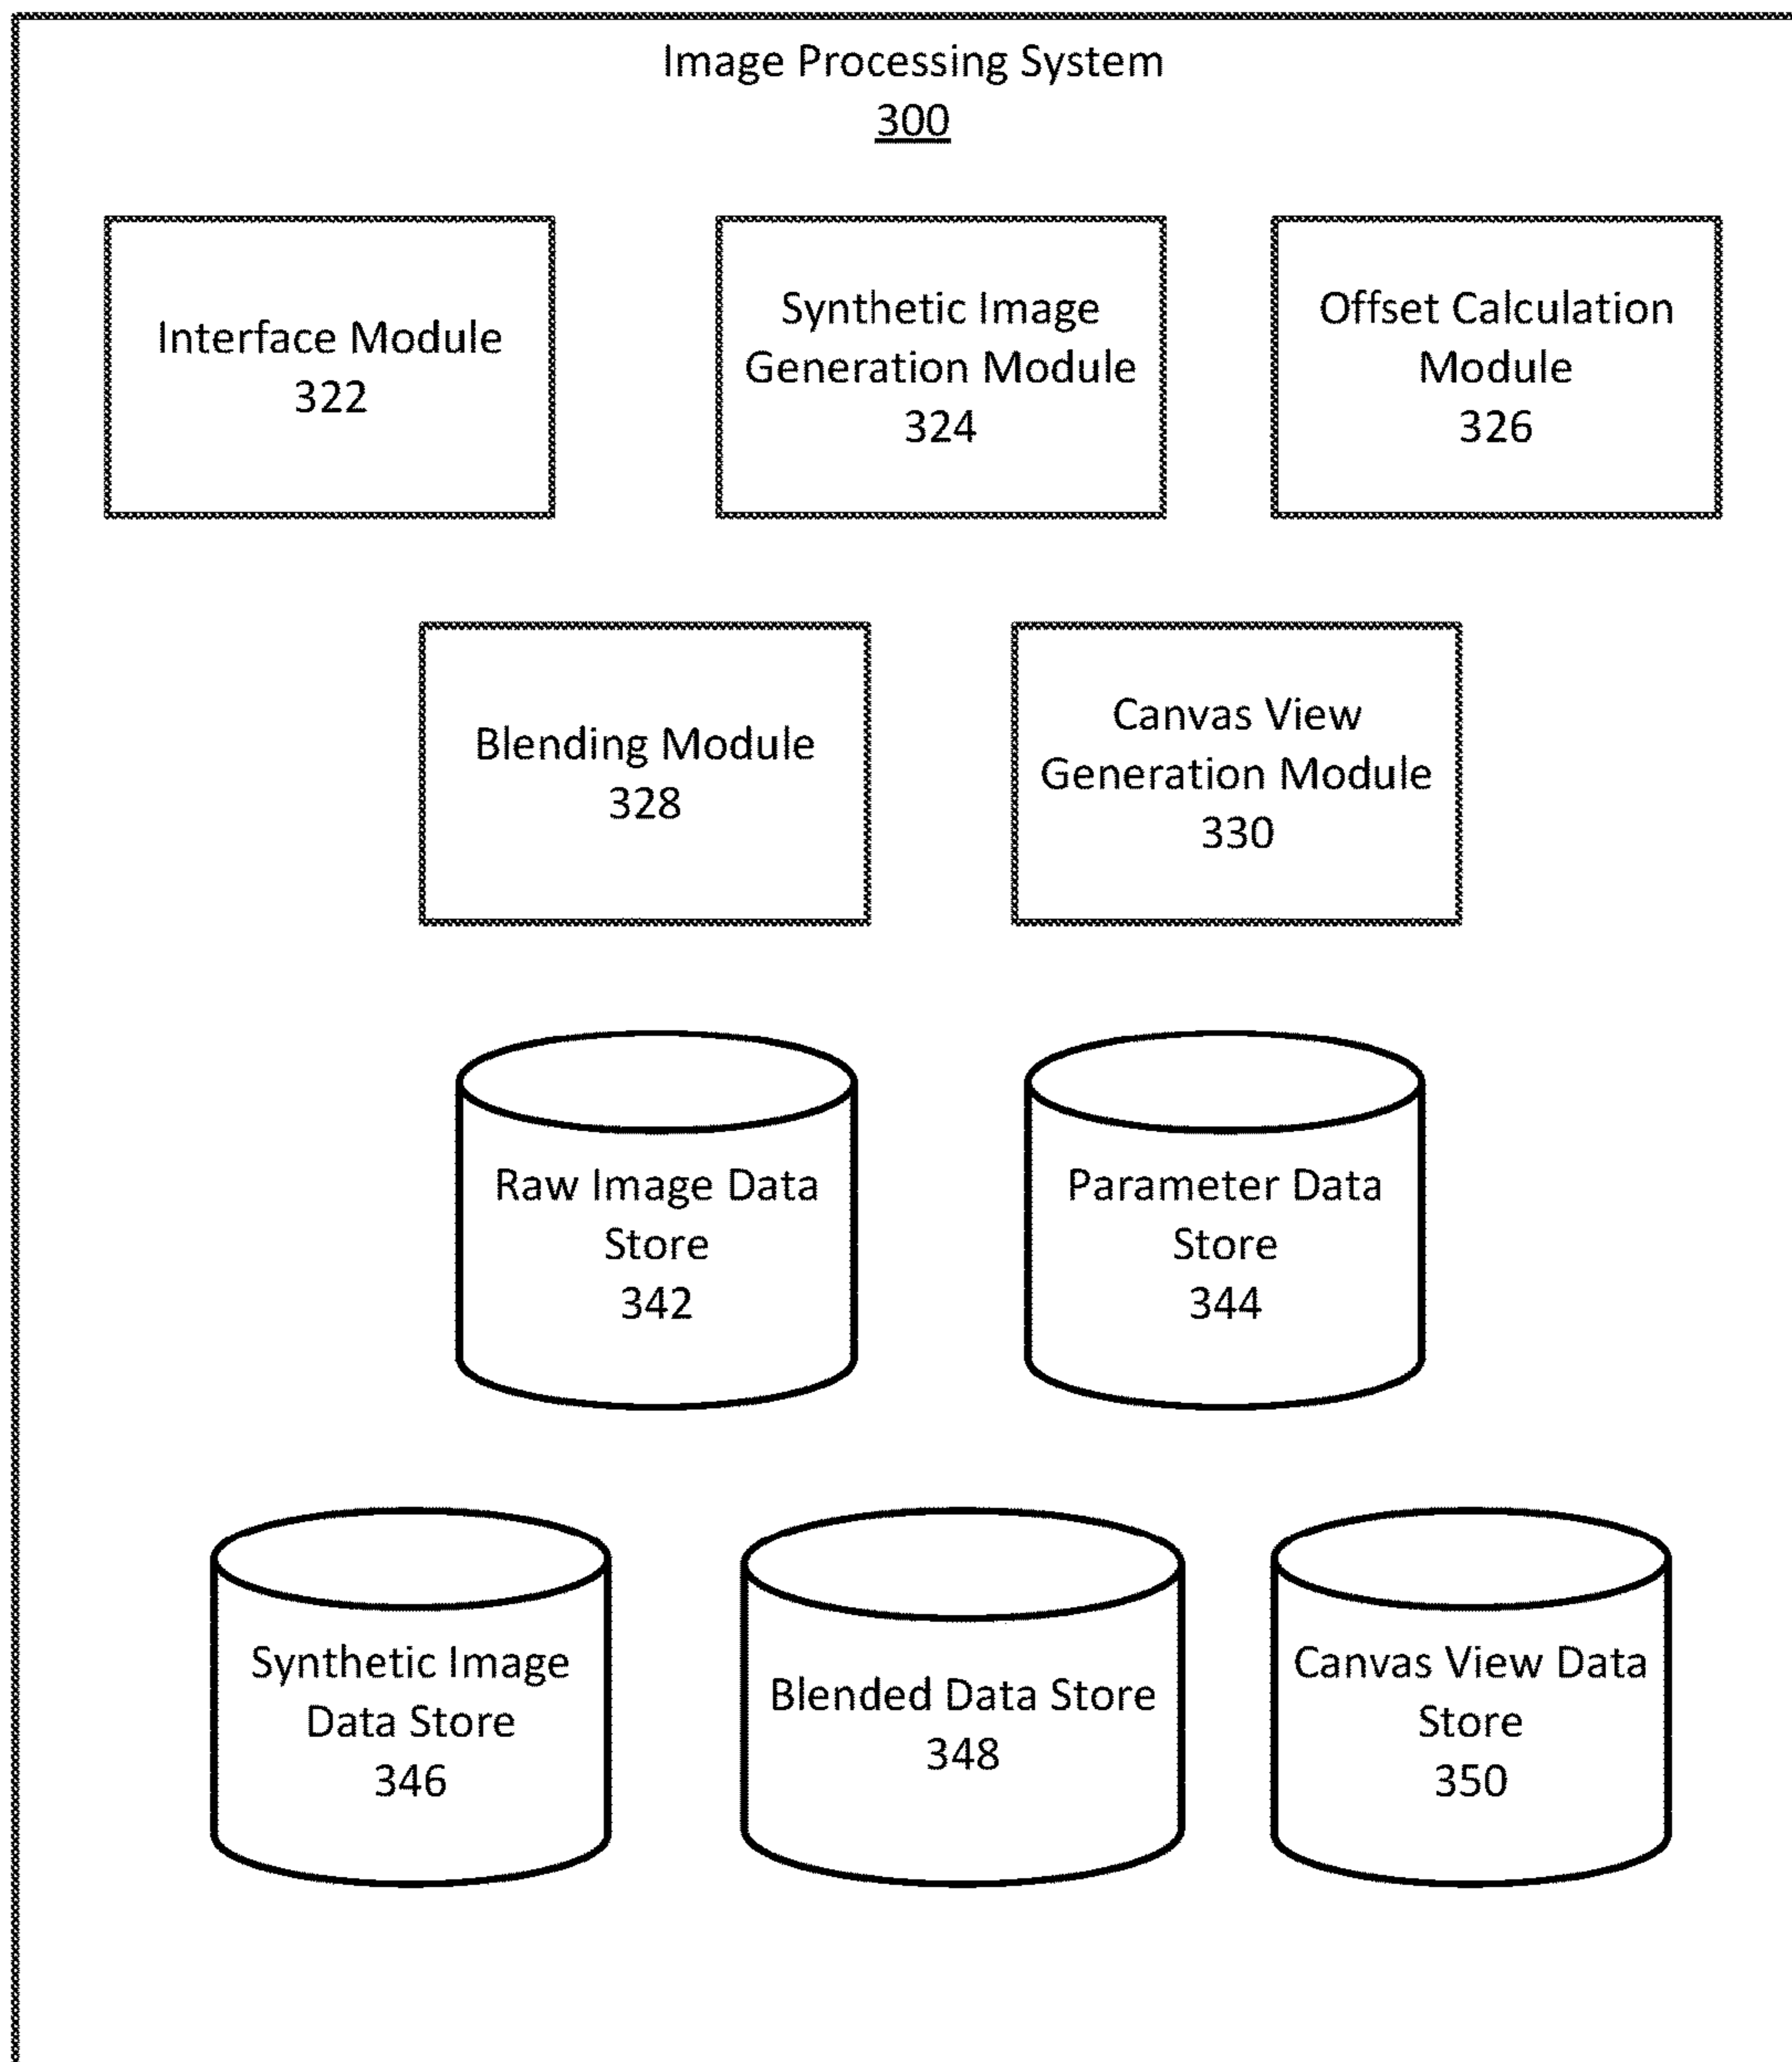 Image Processing System
300
Interface Module
322
Synthetic Image
Generation Module
324
Offset Calculation
Module
326
Blending Module
328
Canvas View
Generation Module
330
Raw Image Data
Store
342
Parameter Data
Store
344
Synthetic Image
Data Store
346
Blended Data Store
348
Canvas View Data
Store
350